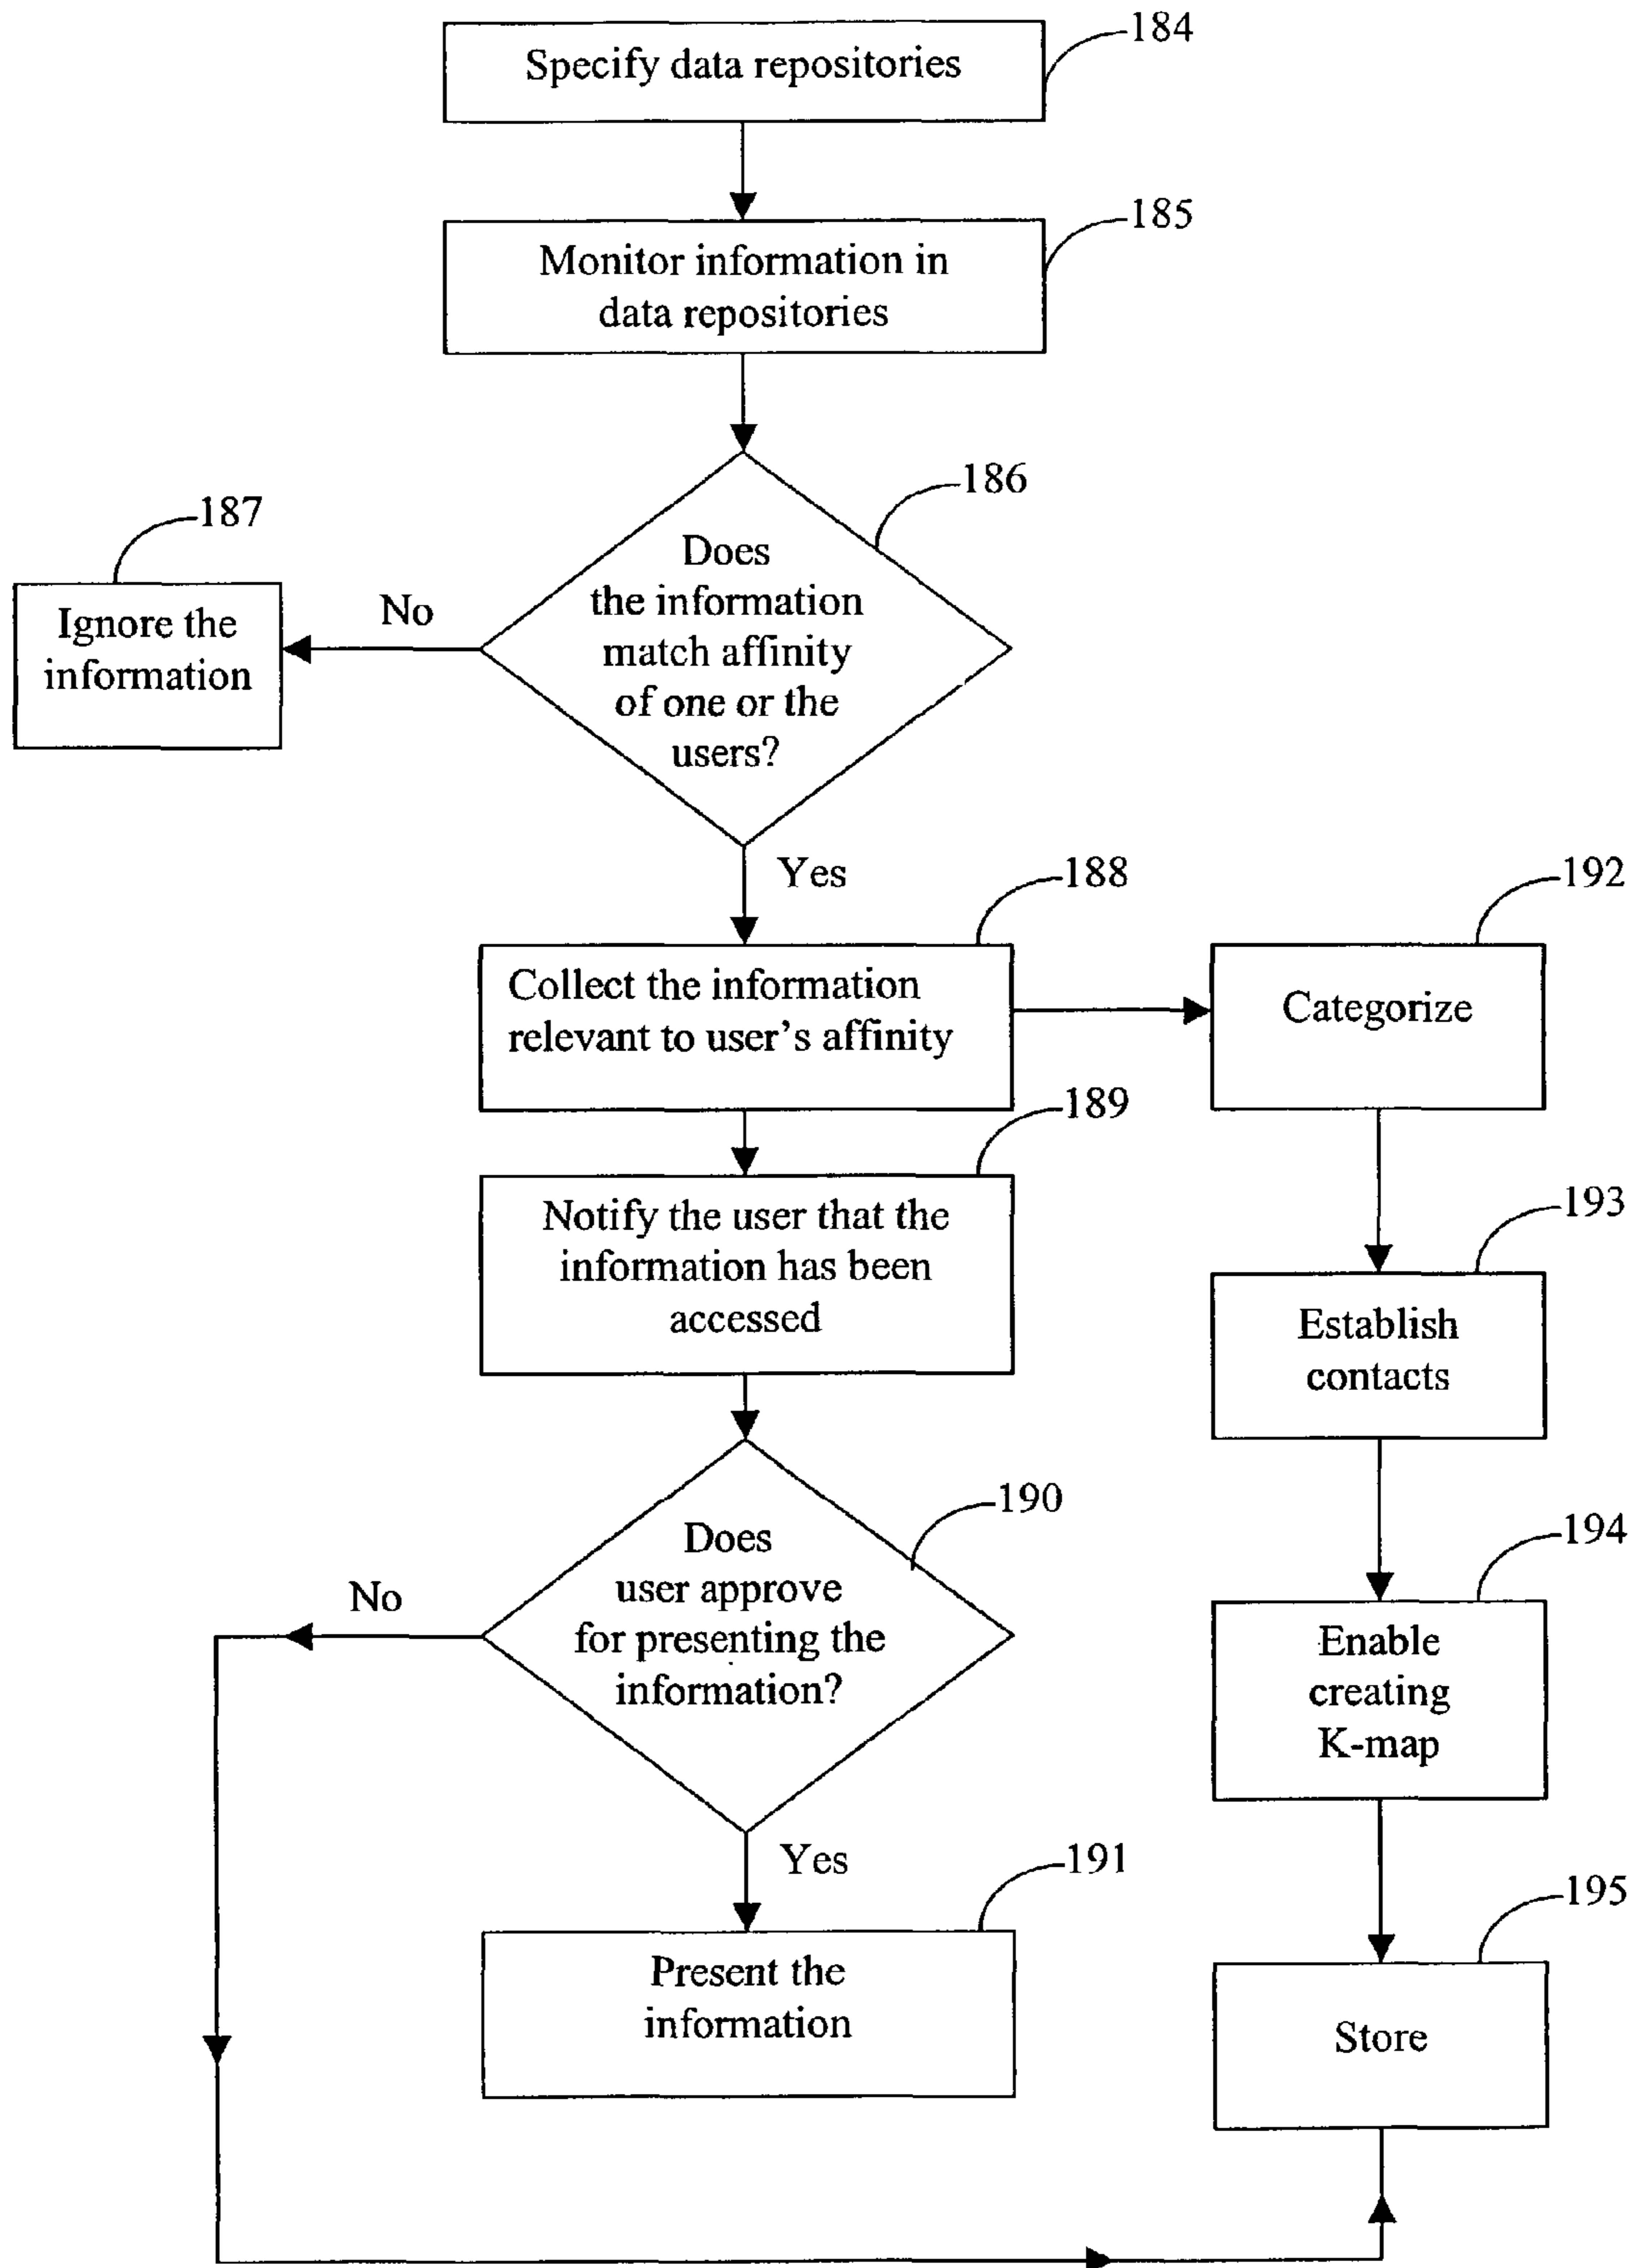 184
Specify data repositories
185
Monitor information in
data repositories
186
Does
the information
match affinity
of one or the
users?
187
No
Ignore the
information
Yes
188
Collect the information
relevant to user's affinity
192
Categorize
189
Notify the user that the
information has been
accessed
193
Establish
contacts
190
Does
user approve
for presenting the
information?
No
194
Enable
creating
K-map
Yes
191
Present the
information
195
Store